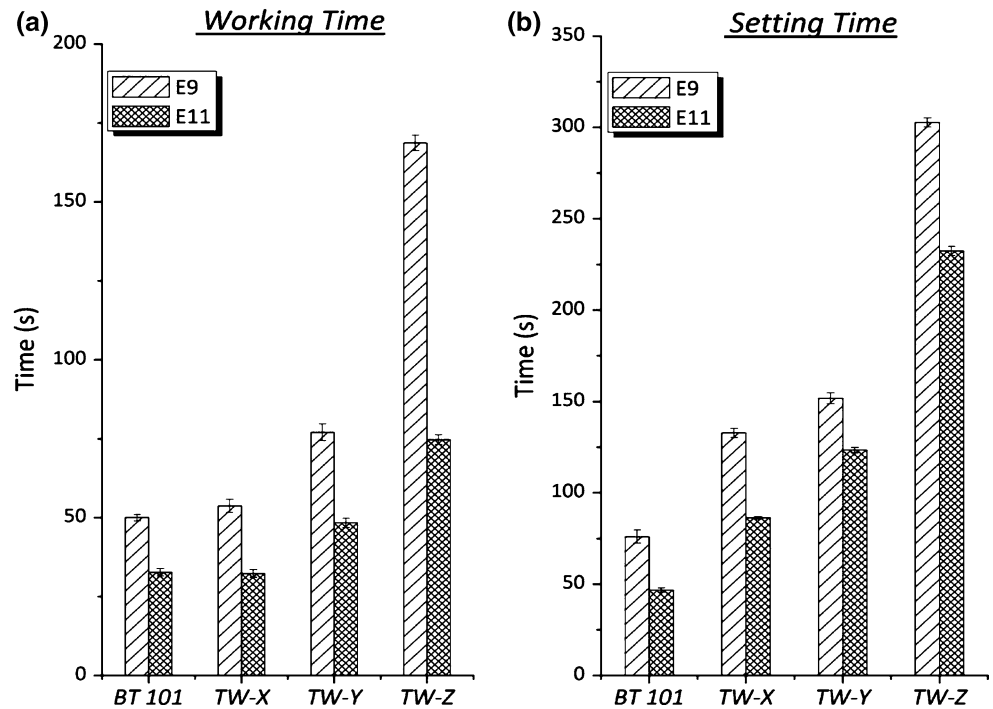 (a)
Working Time
200
150
100
50
0
Time (s)
E9
E11
BT 101 TW-X TW-Y TW-Z
(b)
Setting Time
350
300
250
200
150
100
50
0
Time (s)
E9
E11
BT 101 TW-X TW-Y TW-Z